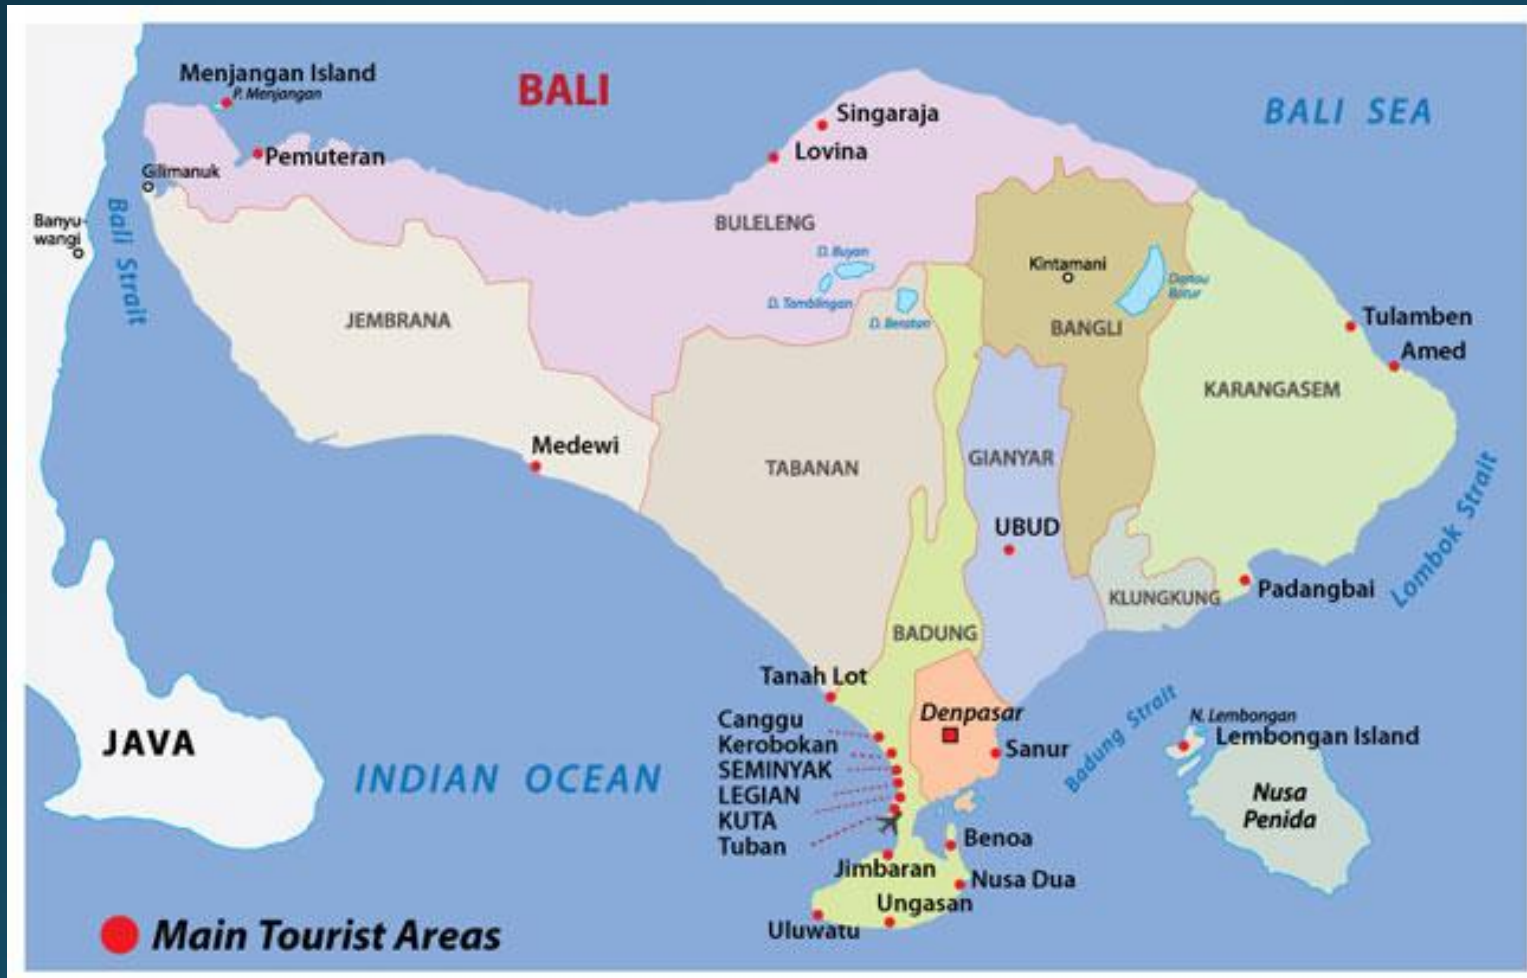 Menjangan Island
P. Menjangan
BALI
BALI SEA
Singaraja
Lovina
Pemuteran
Gilimanuk
Banyu-
wangi
Bali Strait
BULELENG
D. Buyan
D. Tamblingan
D. Beratan
Kintamani
Danau
Batur
BANGLI
JEMBRANA
Tulamben
Amed
KARANGASEM
Medewi
TABANAN
GIANYAR
UBUD
Lombok Strait
Padangbai
KLUNGKUNG
BADUNG
Tanah Lot
Canggu
Kerobokan
SEMINYAK
LEGIAN
KUTA
Tuban
Denpasar
Sanur
Badung Strait
N. Lembongan
Lembongan Island
Nusa
Penida
JAVA
INDIAN OCEAN
Benoa
Jimbaran
Nusa Dua
Ungasan
Uluwatu
Main Tourist Areas